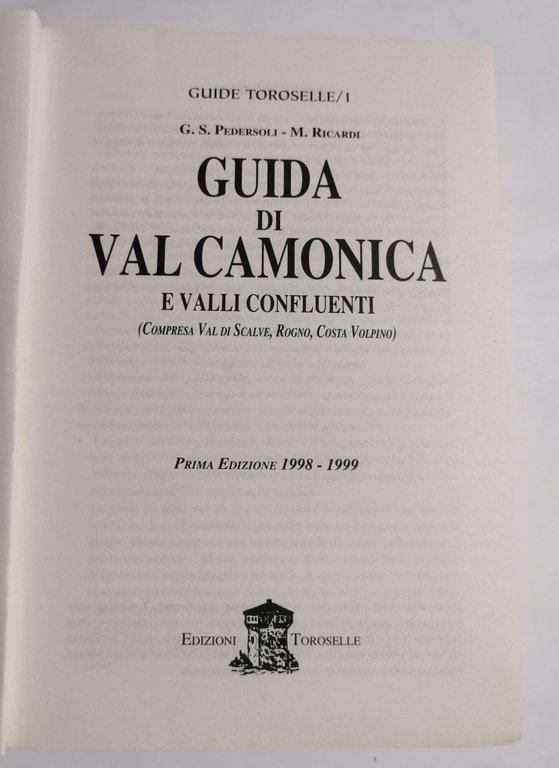 GUIDE TOROSELLE/1
G. S. PEDERSOLI - M. RICARDI
GUIDA
DI
VAL CAMONICA
E VALLI CONFLUENTI
(COMPRESA VAL DI SCALVE, ROGNO, COSTA VOLPINO)
PRIMA EDIZIONE 1998 - 1999
EDIZIONI TOROSELLE